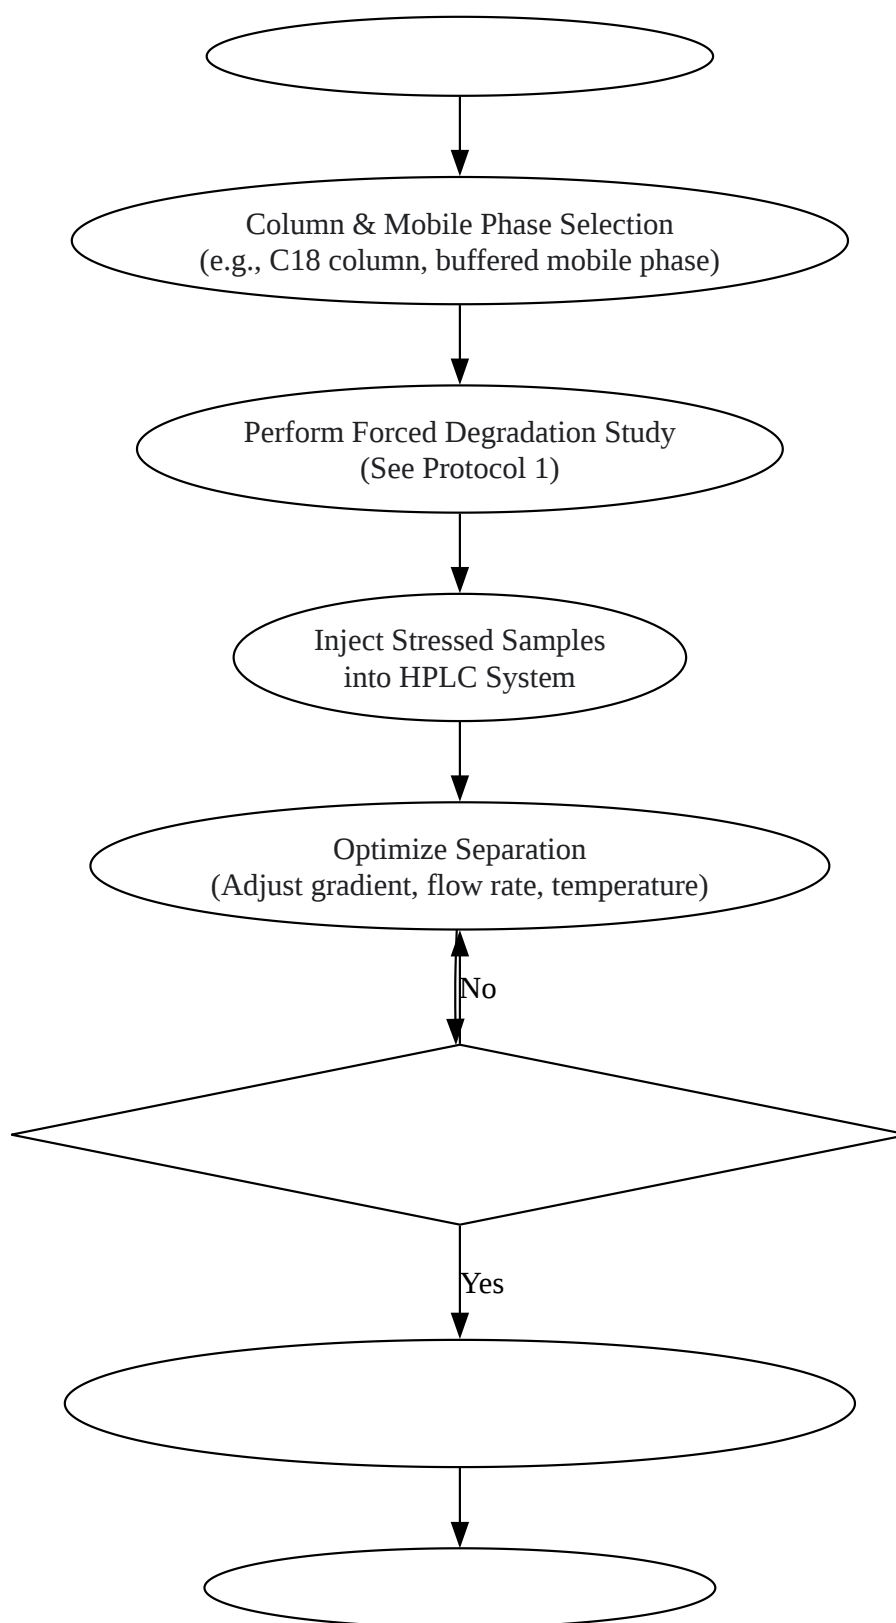 Column & Mobile Phase Selection
(e.g., C18 column, buffered mobile phase)
Perform Forced Degradation Study
(See Protocol 1)
Inject Stressed Samples
into HPLC System
Optimize Separation
(Adjust gradient, flow rate, temperature)
No
Yes